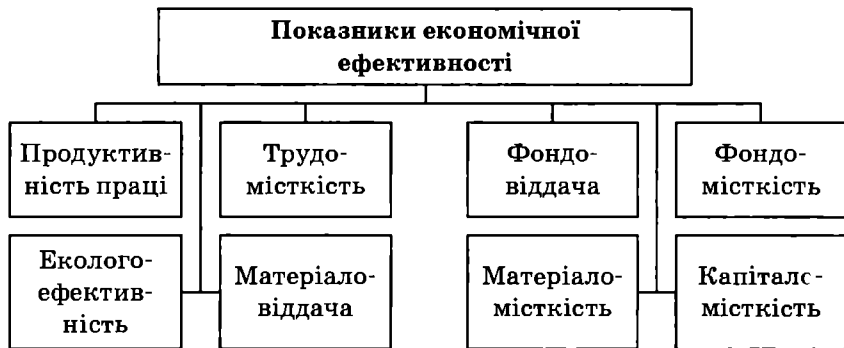 Показники економічної
ефективності
Продуктив-
ність праці
Трудо-
місткість
Фондо-
віддача
Фондо-
місткість
Еколого-
ефектив-
ність
Матеріало-
віддача
Матеріало-
місткість
Капітало-
місткість